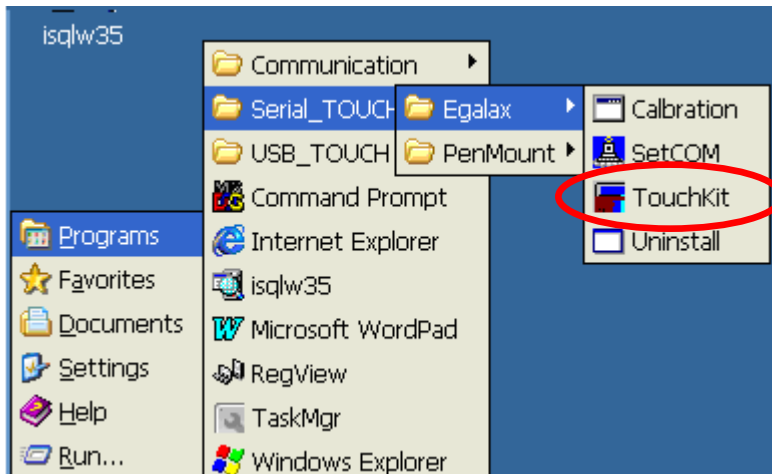 isqlw35
Communication
Serial_TOUCH
USB_TOUCH
Command Prompt
Internet Explorer
isqlw35
Microsoft WordPad
RegView
TaskMgr
Windows Explorer
Egalax
PenMount
Calbration
SetCOM
TouchKit
Uninstall
Programs
Favorites
Documents
Settings
Help
Run...